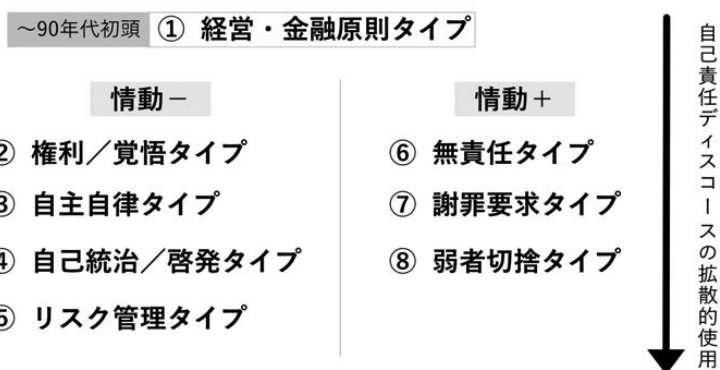 ～90年代初頭 ① 経営・金融原則タイプ
情動－
② 権利／覚悟タイプ
③ 自主自律タイプ
④ 自己統治／啓発タイプ
⑤ リスク管理タイプ
情動＋
⑥ 無責任タイプ
⑦ 謝罪要求タイプ
⑧ 弱者切捨タイプ
自己責任ディスコースの拡散的使用